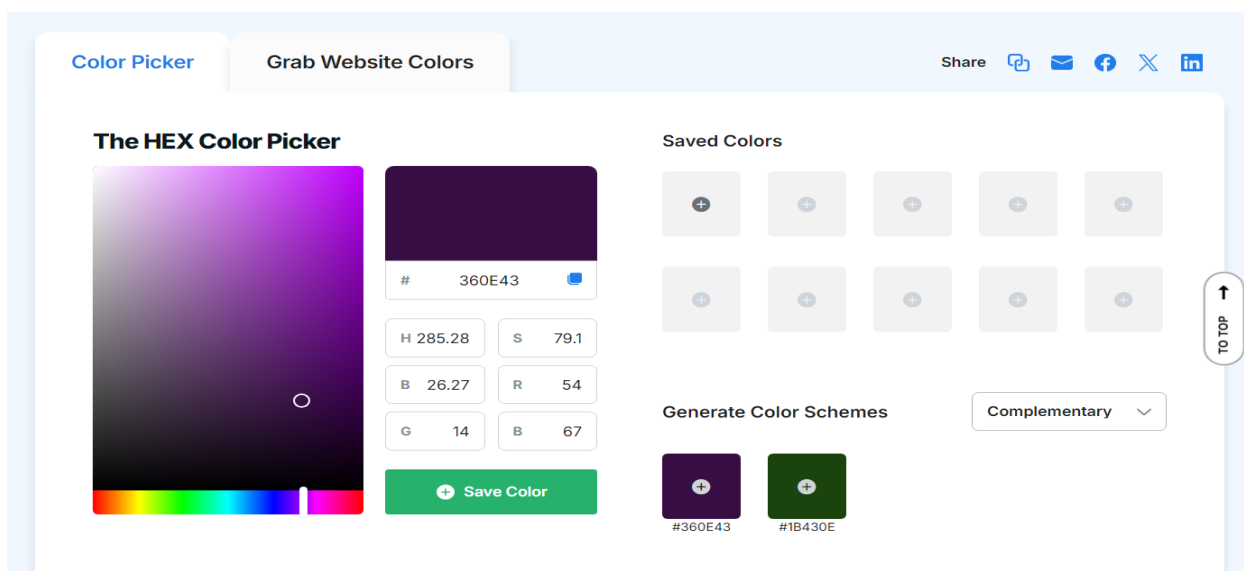 Color Picker
Grab Website Colors
Share
The HEX Color Picker
# 360E43
H 285.28
S 79.1
B 26.27
R 54
G 14
B 67
Save Color
Saved Colors
Generate Color Schemes
Complementary
#360E43
#1B430E
TO TOP